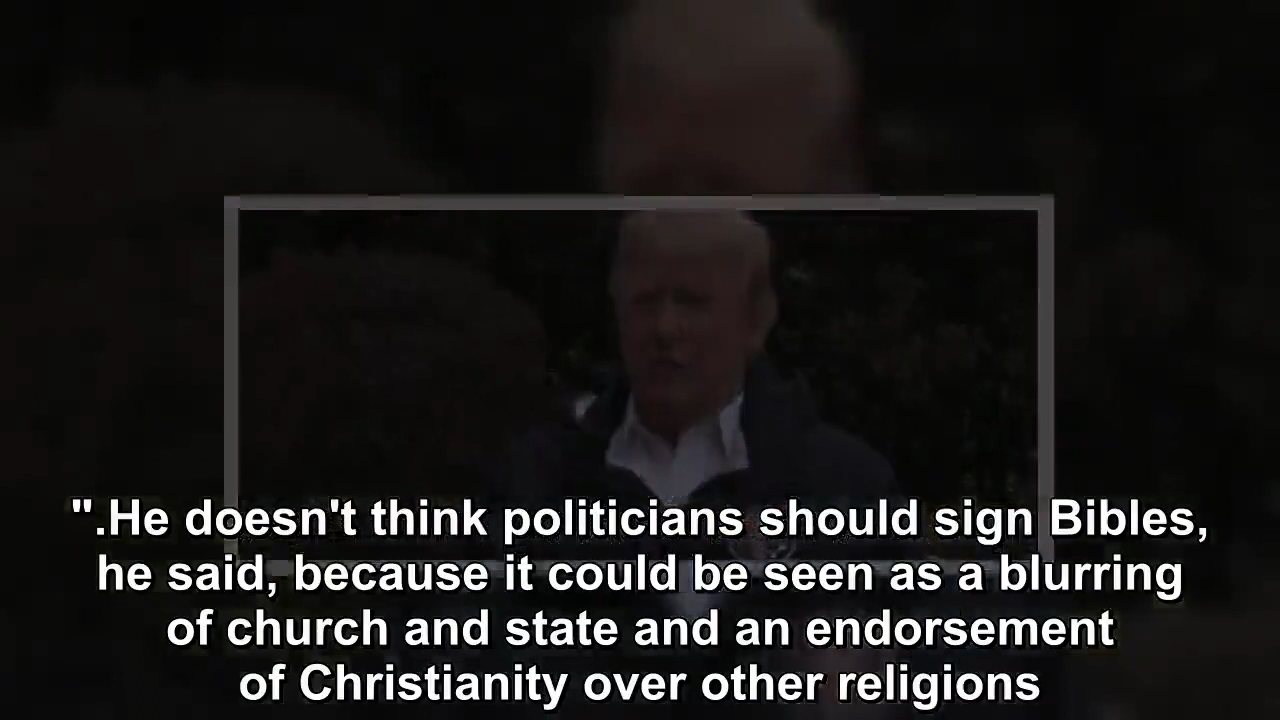 ".He doesn't think politicians should sign Bibles,
he said, because it could be seen as a blurring
of church and state and an endorsement
of Christianity over other religions